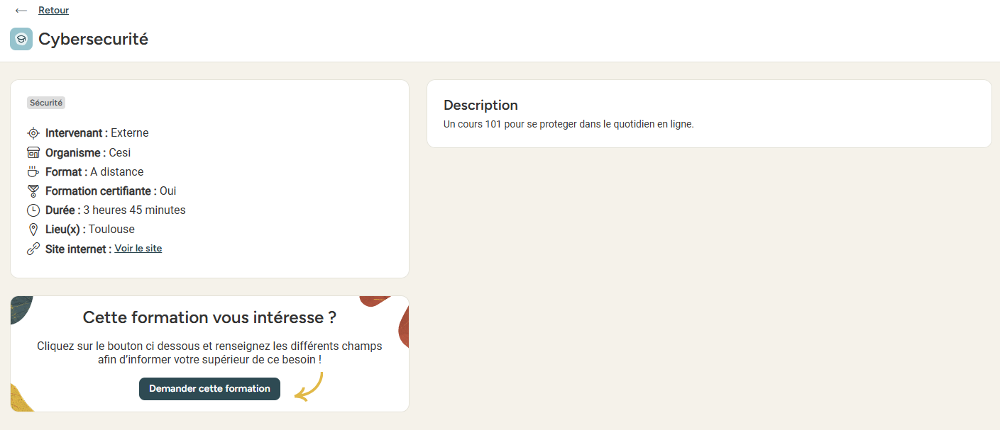 Retour
Cybersecurité
Sécurité
Intervenant : Externe
Organisme : Cesi
Format : A distance
Formation certifiante : Oui
Durée : 3 heures 45 minutes
Lieu(x) : Toulouse
Site internet : Voir le site
Cette formation vous intéresse ?
Cliquez sur le bouton ci dessous et renseignez les différents champs
afin d’informer votre supérieur de ce besoin !
Demander cette formation
Description
Un cours 101 pour se proteger dans le quotidien en ligne.